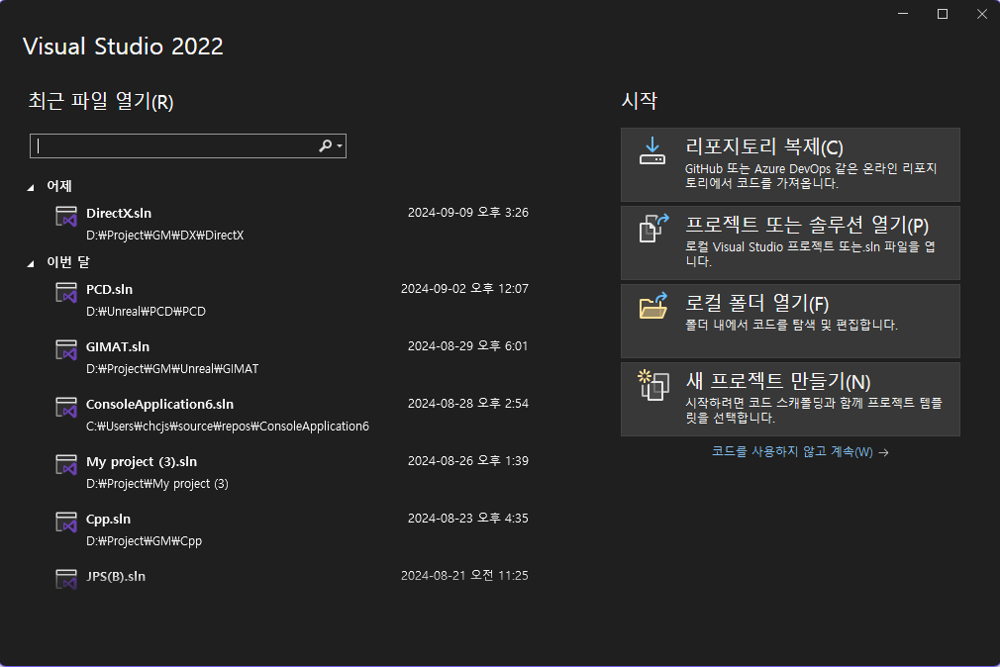 Visual Studio 2022
최근 파일 열기(R)
어제
DirectX.sln 2024-09-09 오후 3:26
D:₩Project₩GM₩DX₩DirectX
이번 달
PCD.sln 2024-09-02 오후 12:07
D:₩Unreal₩PCD₩PCD
GIMAT.sln 2024-08-29 오후 6:01
D:₩Project₩GM₩Unreal₩GIMAT
ConsoleApplication6.sln 2024-08-28 오후 2:54
C:₩Users₩chcjs₩source₩repos₩ConsoleApplication6
My project (3).sln 2024-08-26 오후 1:39
D:₩Project₩My project (3)
Cpp.sln 2024-08-23 오후 4:35
D:₩Project₩GM₩Cpp
JPS(B).sln 2024-08-21 오전 11:25
시작
리포지토리 복제(C)
GitHub 또는 Azure DevOps 같은 온라인 리포지
토리에서 코드를 가져옵니다.
프로젝트 또는 솔루션 열기(P)
로컬 Visual Studio 프로젝트 또는.sln 파일을 엽
니다.
로컬 폴더 열기(F)
폴더 내에서 코드를 탐색 및 편집합니다.
새 프로젝트 만들기(N)
시작하려면 코드 스캐폴딩과 함께 프로젝트 템플
릿을 선택합니다.
코드를 사용하지 않고 계속(W) →